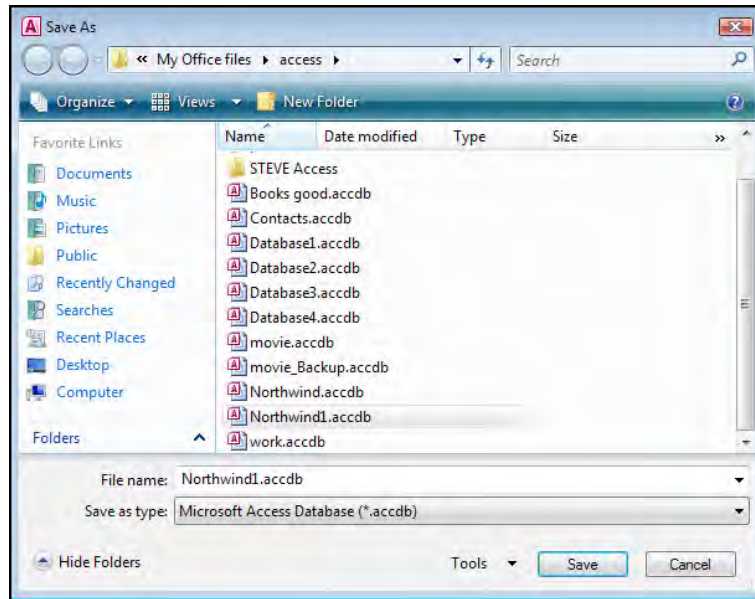 A Save As
« My Office files access Search
Organize Views New Folder ?
Favorite Links
Name Date modified Type Size »
Documents
Music
Pictures
Public
Recently Changed
Searches
Recent Places
Desktop
Computer
Folders
STEVE Access
Books good.accdb
Contacts.accdb
Database1.accdb
Database2.accdb
Database3.accdb
Database4.accdb
movie.accdb
movie_Backup.accdb
Northwind.accdb
Northwind1.accdb
work.accdb
File name: Northwind1.accdb
Save as type: Microsoft Access Database (*.accdb)
Hide Folders Tools Save Cancel